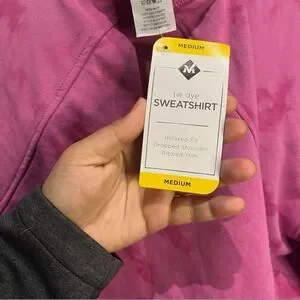 MEDIUM
M
tie dye
SWEATSHIRT
Relaxed Fit
Dropped Shoulder
Ribbed Trim
MEDIUM